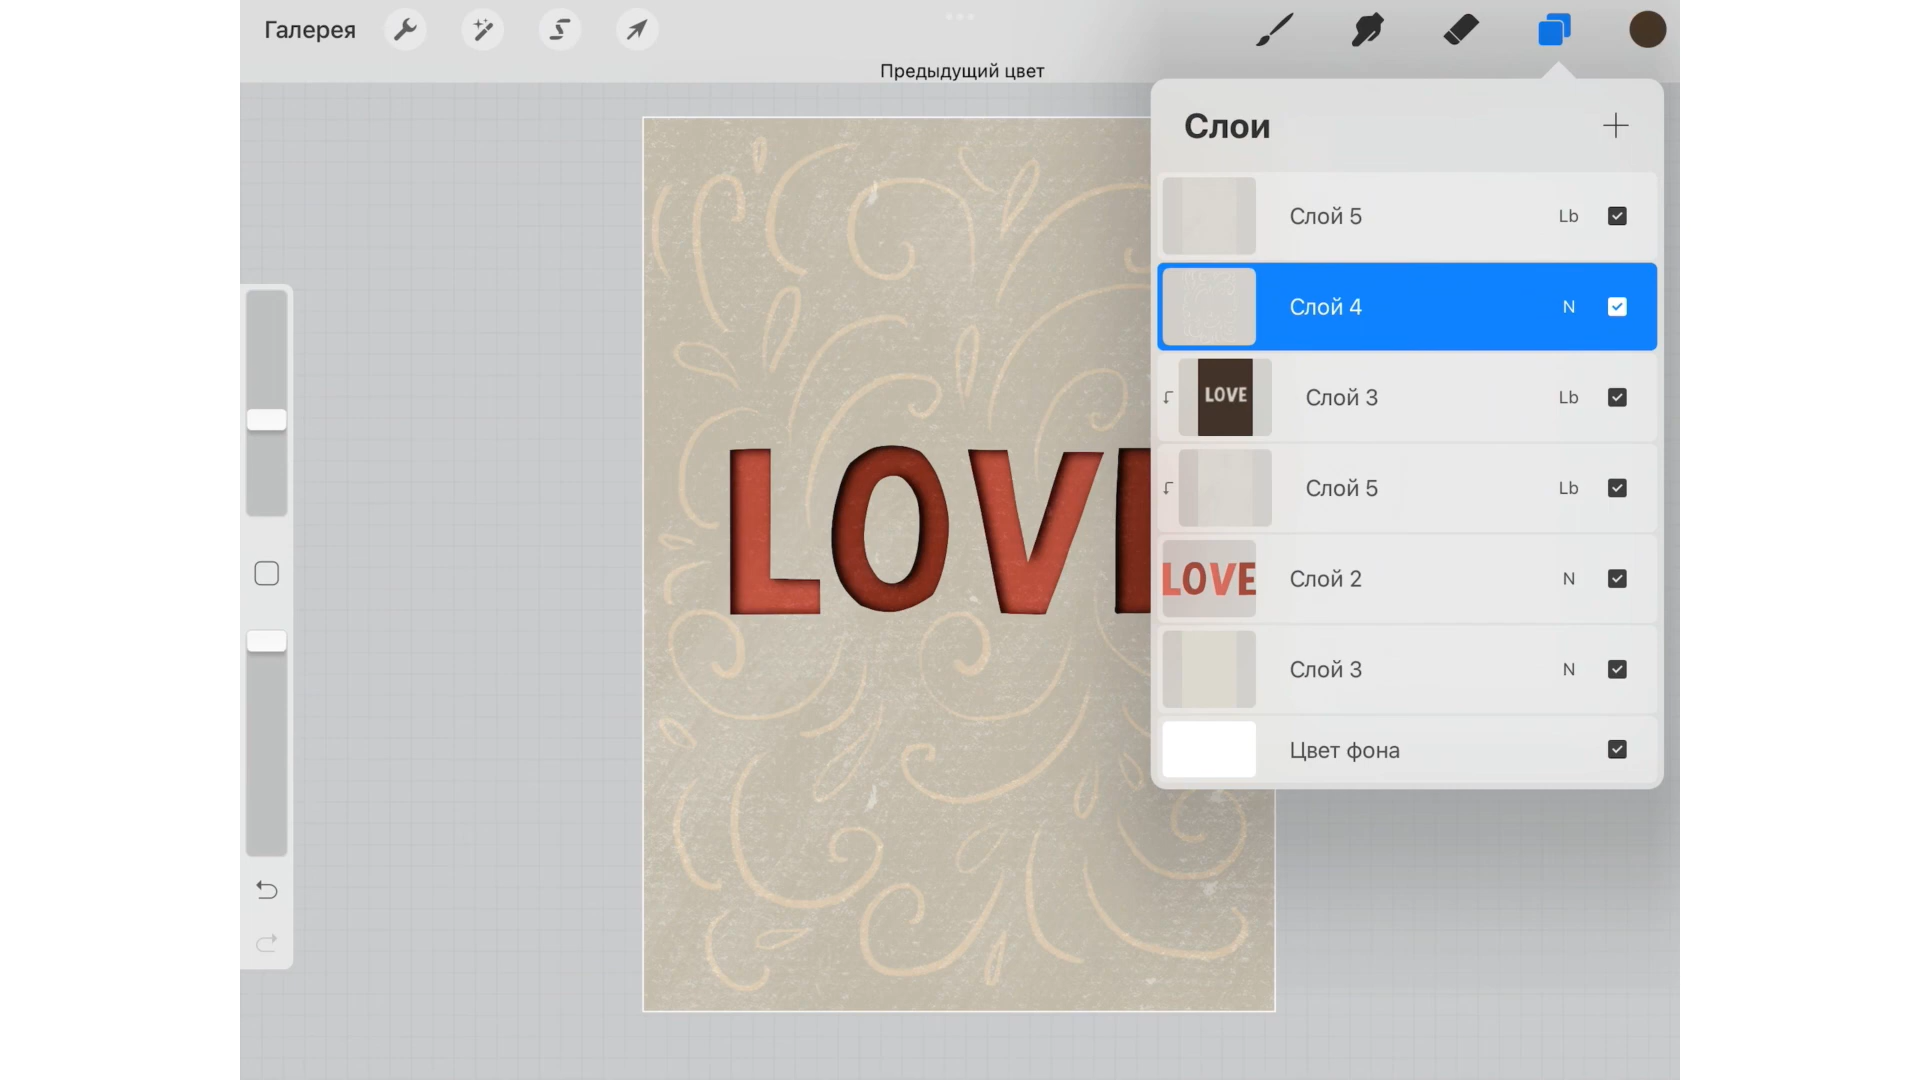 Галерея
Предыдущий цвет
Слои
Слой 5 Lb
Слой 4 N
LOVE Слой 3 Lb
Слой 5 Lb
LOVE Слой 2 N
Слой 3 N
Цвет фона
LOVE